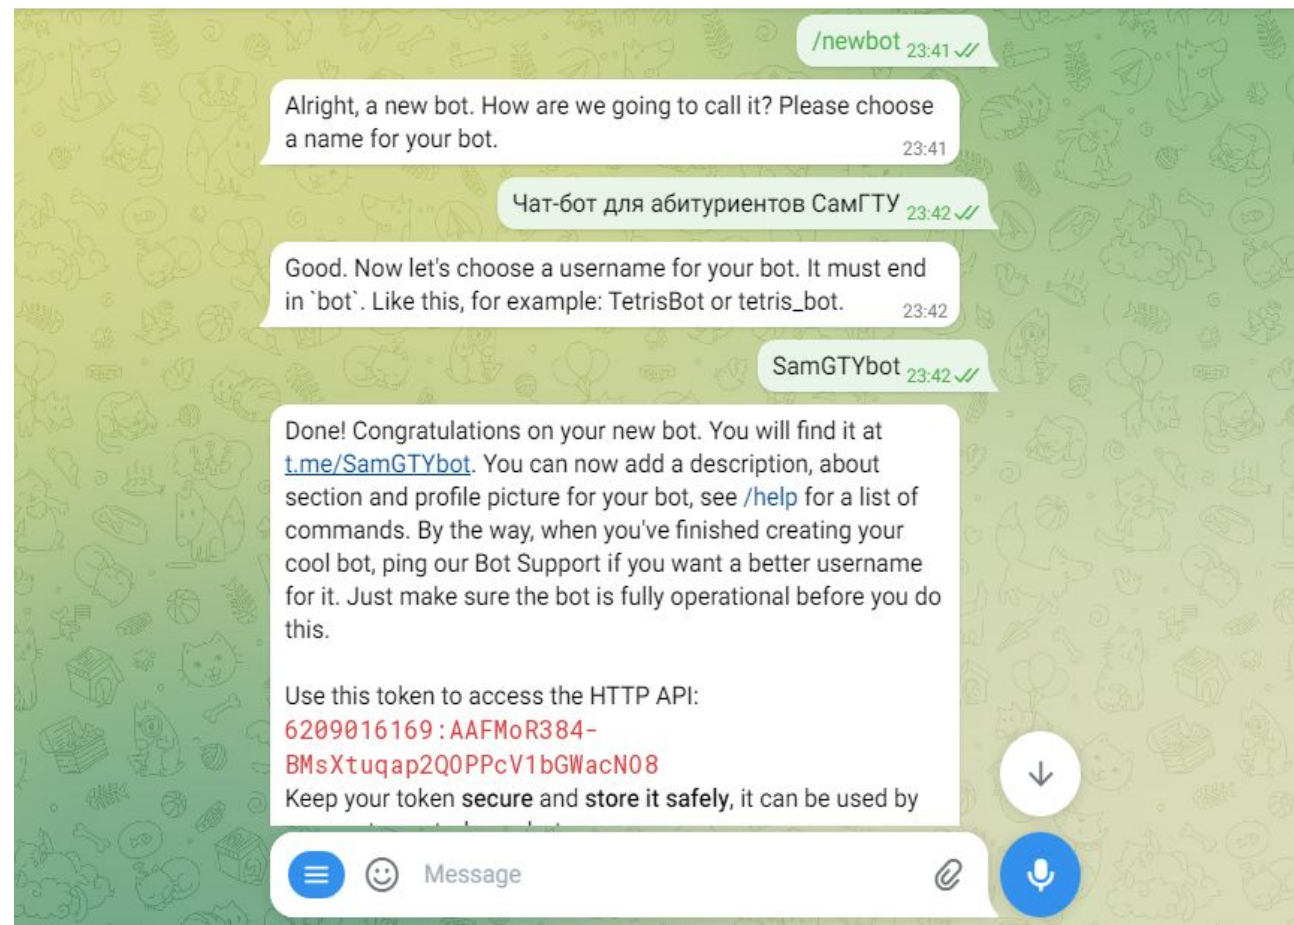 /newbot 23:41
Alright, a new bot. How are we going to call it? Please choose
a name for your bot.
23:41
Чат-бот для абитуриентов СамГТУ 23:42
Good. Now let's choose a username for your bot. It must end
in `bot`. Like this, for example: TetrisBot or tetris_bot.
23:42
SamGTYbot 23:42
Done! Congratulations on your new bot. You will find it at
t.me/SamGTYbot. You can now add a description, about
section and profile picture for your bot, see /help for a list of
commands. By the way, when you've finished creating your
cool bot, ping our Bot Support if you want a better username
for it. Just make sure the bot is fully operational before you do
this.
Use this token to access the HTTP API:
6209016169:AAFMoR384-
BMsXtuqap2QOPPcV1bGWacNO8
Keep your token secure and store it safely, it can be used by
Message